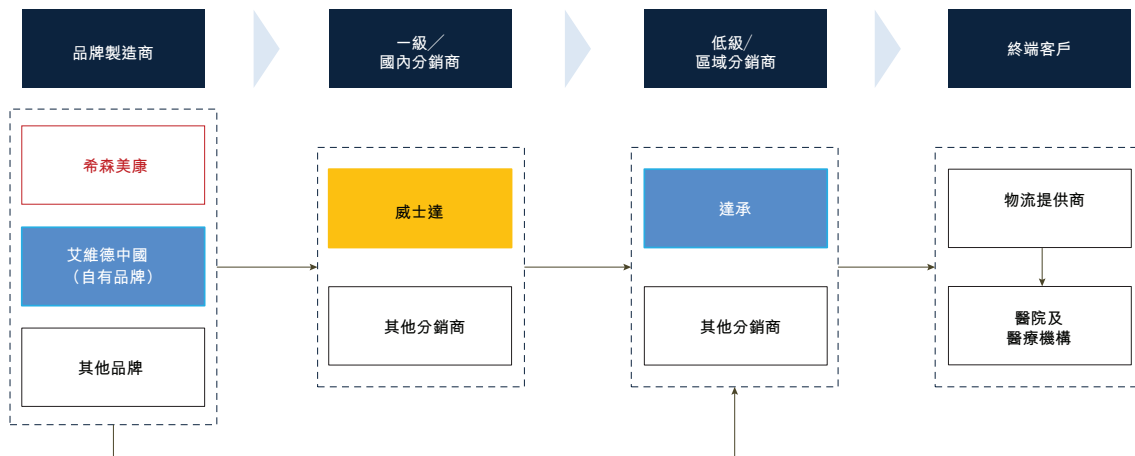 品牌製造商
一級／
國內分銷商
低級/
區域分銷商
終端客戶
希森美康
艾維德中國
（自有品牌）
其他品牌
威士達
其他分銷商
達承
其他分銷商
物流提供商
醫院及
醫療機構